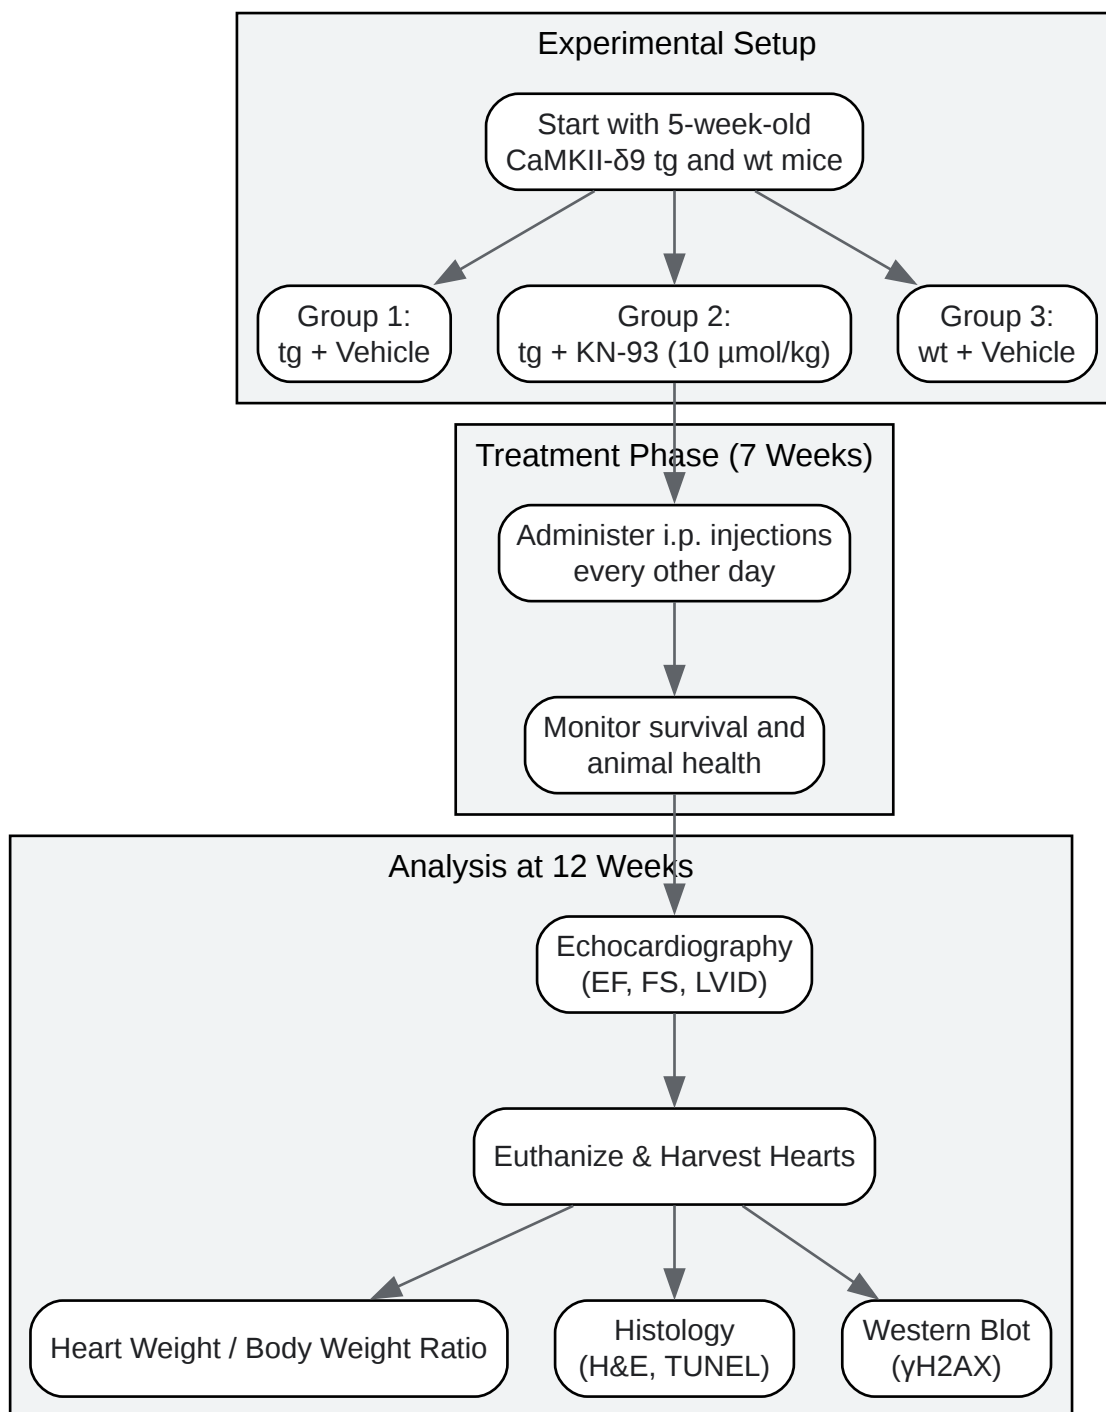 Experimental Setup
Start with 5-week-old
CaMKII-δ9 tg and wt mice
Group 1:
tg + Vehicle
Group 2:
tg + KN-93 (10 µmol/kg)
Group 3:
wt + Vehicle
Treatment Phase (7 Weeks)
Administer i.p. injections
every other day
Monitor survival and
animal health
Analysis at 12 Weeks
Echocardiography
(EF, FS, LVID)
Euthanize & Harvest Hearts
Heart Weight / Body Weight Ratio
Histology
(H&E, TUNEL)
Western Blot
(γH2AX)